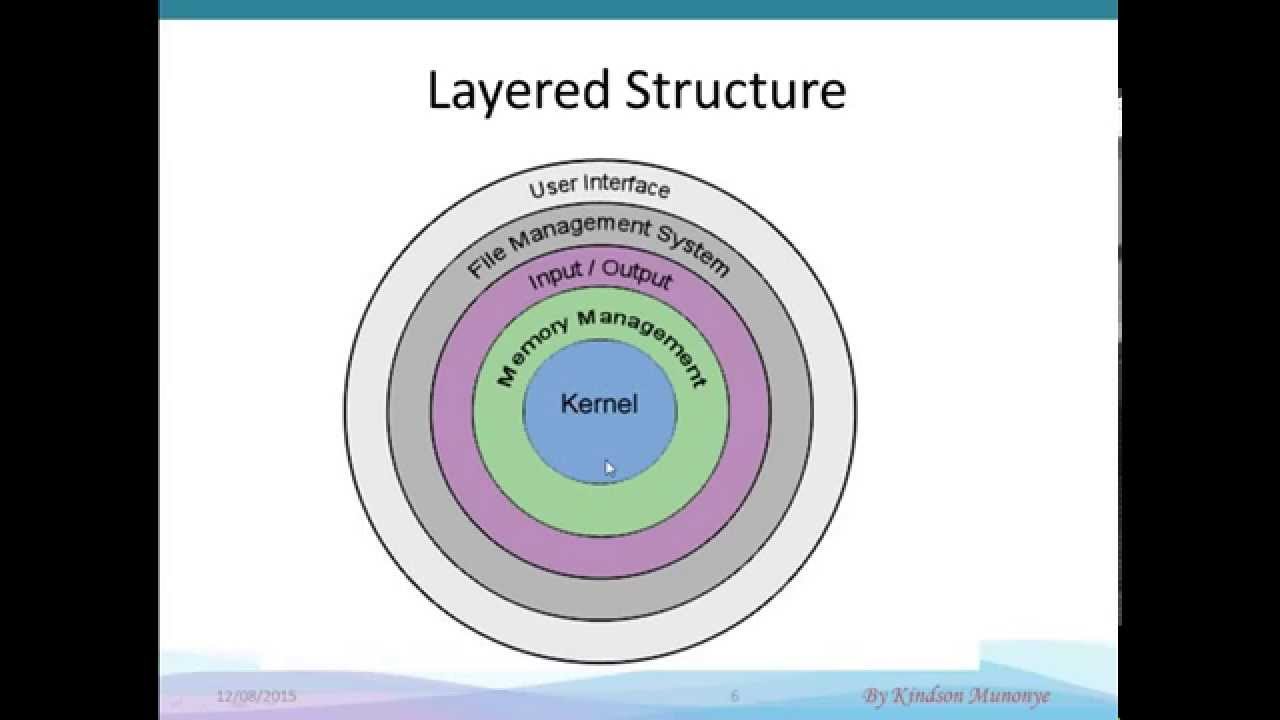 Layered Structure
User Interface
File Management System
Input / Output
Memory Management
Kernel
12/08/2015
6
By Kindson Munonye